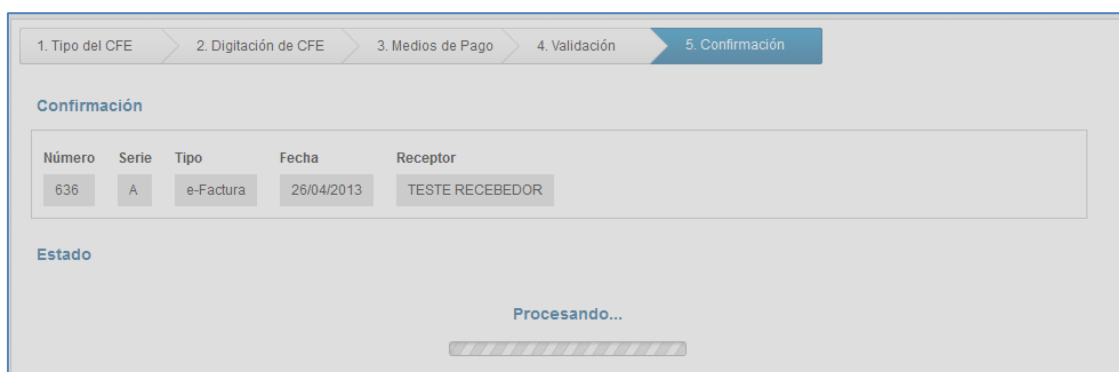 1. Tipo del CFE 2. Digitación de CFE 3. Medios de Pago 4. Validación 5. Confirmación
Confirmación
Número Serie Tipo Fecha Receptor
636 A e-Factura 26/04/2013 TESTE RECEBEDOR
Estado
Procesando...